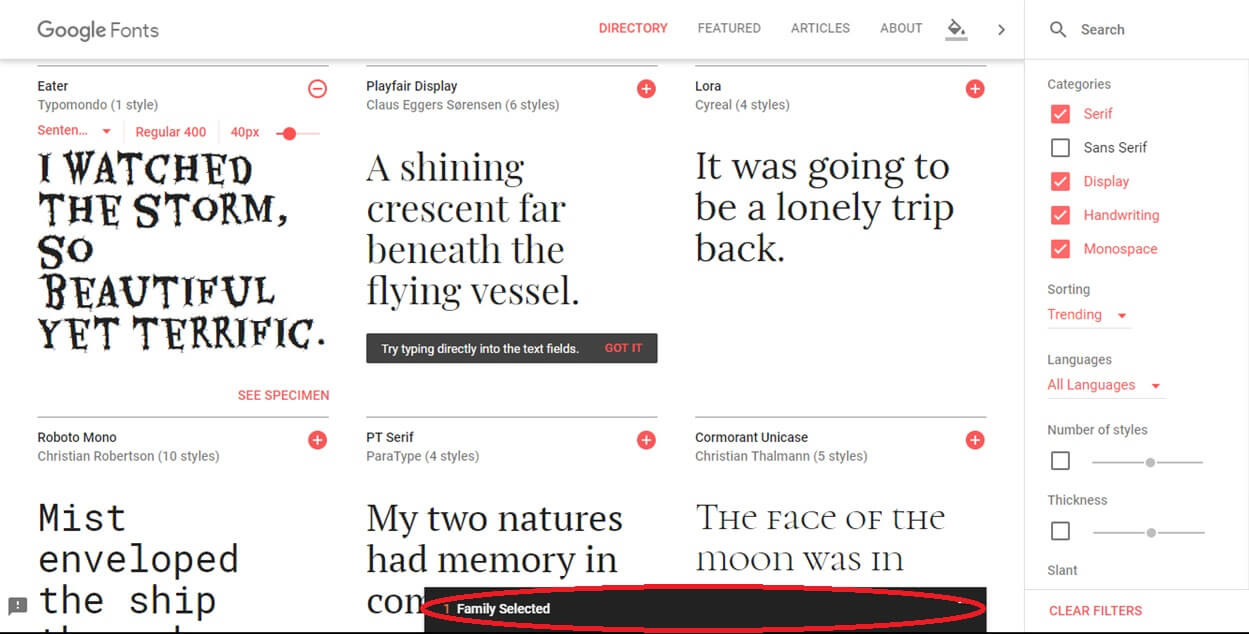 Google Fonts
DIRECTORY
FEATURED
ARTICLES
ABOUT
Search
Eater
Typomondo (1 style)
Senten...
Regular 400
40px
I WATCHED
THE STORM,
SO
BEAUTIFUL
YET TERRIFIC.
SEE SPECIMEN
Playfair Display
Claus Eggers Sørensen (6 styles)
A shining
crescent far
beneath the
flying vessel.
Try typing directly into the text fields. GOT IT
Lora
Cyreal (4 styles)
It was going to
be a lonely trip
back.
Roboto Mono
Christian Robertson (10 styles)
Mist
enveloped
the ship
PT Serif
ParaType (4 styles)
My two natures
had memory in
Cormorant Unicase
Christian Thalmann (5 styles)
The face of the
moon was in
1 Family Selected
Categories
Serif
Sans Serif
Display
Handwriting
Monospace
Sorting
Trending
Languages
All Languages
Number of styles
Thickness
Slant
CLEAR FILTERS